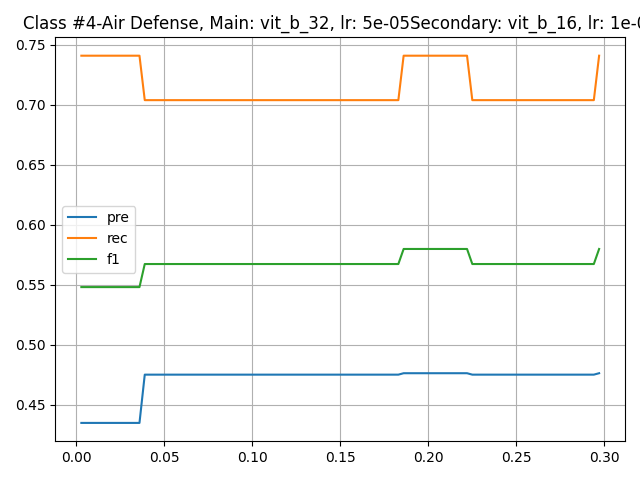 Class #4-Air Defense, Main: vit_b_32, lr: 5e-05Secondary: vit_b_16, lr: 1e-0
0.75
0.70
0.65
0.60
0.55
0.50
0.45
pre
rec
f1
0.00 0.05 0.10 0.15 0.20 0.25 0.30